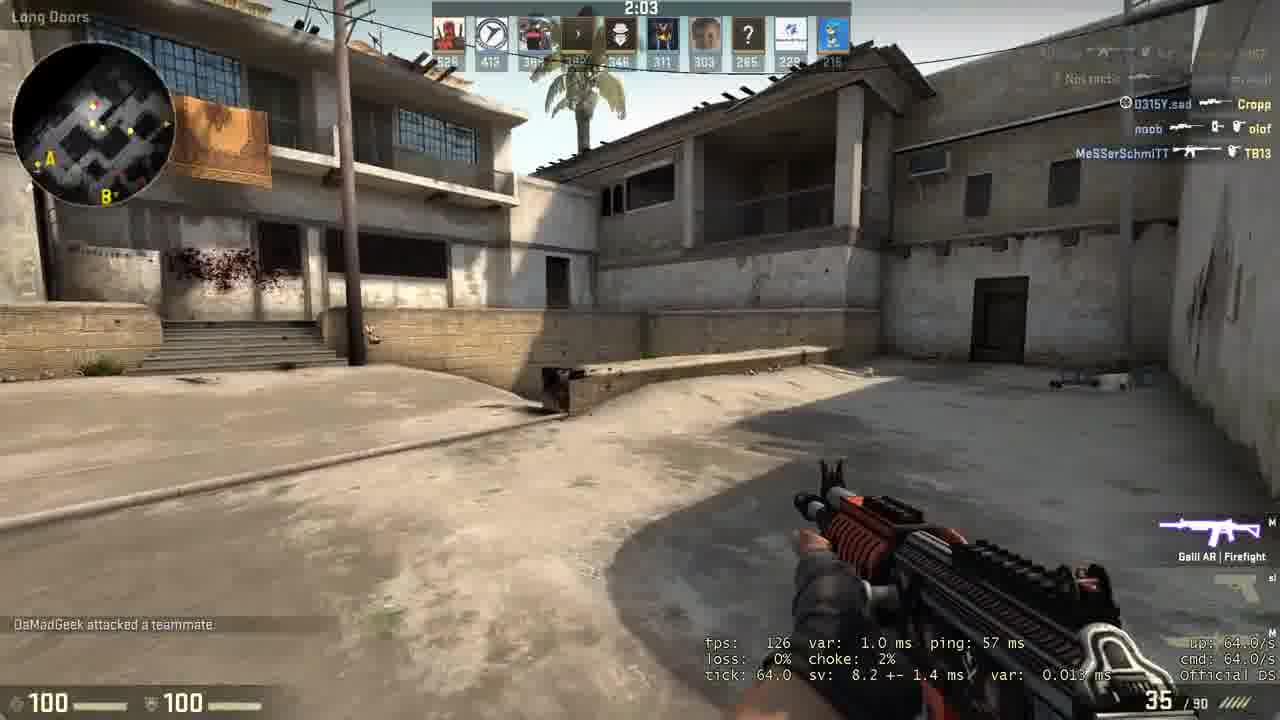 Long Doors
2:03
526 413 346 311 303 265
?
A
B
D315Y.sad Cropp
noob olof
MeSSerSchmiTT TB13
Galil AR | Firefight
DaMadGeek attacked a teammate.
fps: 126 var: 1.0 ms ping: 57 ms
loss: 0% choke: 2%
tick: 64.0 sv: 8.2 +- 1.4 ms var: 0.013 ms
up: 64.0/s
cmd: 64.0/s
Official DS
100 100
35 / 90